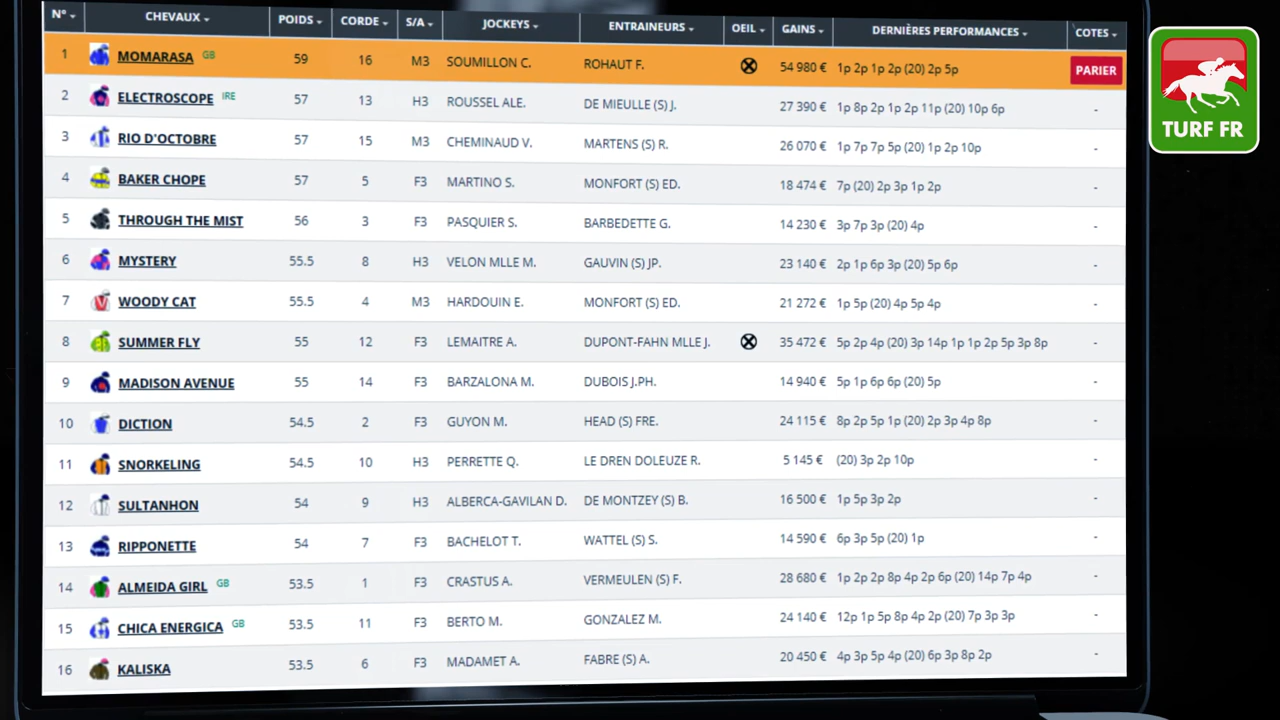 N° CHEVAUX POIDS CORDE S/A JOCKEYS ENTRAINEURS OEIL GAINS DERNIÈRES PERFORMANCES COTES
1 MOMARASA GB 59 16 M3 SOUMILLON C. ROHAUT F. 54 980 € 1p 2p 1p 2p (20) 2p 5p PARIER
2 ELECTROSCOPE IRE 57 13 H3 ROUSSEL ALE. DE MIEULLE (S) J. 27 390 € 1p 8p 2p 1p 2p 11p (20) 10p 6p -
3 RIO D'OCTOBRE 57 15 M3 CHEMINAUD V. MARTENS (S) R. 26 070 € 1p 7p 7p 5p (20) 1p 2p 10p -
4 BAKER CHOPE 57 5 F3 MARTINO S. MONFORT (S) ED. 18 474 € 7p (20) 2p 3p 1p 2p -
5 THROUGH THE MIST 56 3 F3 PASQUIER S. BARBEDETTE G. 14 230 € 3p 7p 3p (20) 4p -
6 MYSTERY 55.5 8 H3 VELON MLLE M. GAUVIN (S) JP. 23 140 € 2p 1p 6p 3p (20) 5p 6p -
7 WOODY CAT 55.5 4 M3 HARDOUIN E. MONFORT (S) ED. 21 272 € 1p 5p (20) 4p 5p 4p -
8 SUMMER FLY 55 12 F3 LEMAITRE A. DUPONT-FAHN MLLE J. 35 472 € 5p 2p 4p (20) 3p 14p 1p 1p 2p 5p 3p 8p -
9 MADISON AVENUE 55 14 F3 BARZALONA M. DUBOIS J.PH. 14 940 € 5p 1p 6p 6p (20) 5p -
10 DICTION 54.5 2 F3 GUYON M. HEAD (S) FRE. 24 115 € 8p 2p 5p 1p (20) 2p 3p 4p 8p -
11 SNORKELING 54.5 10 H3 PERRETTE Q. LE DREN DOLEUZE R. 5 145 € (20) 3p 2p 10p -
12 SULTANHON 54 9 H3 ALBERCA-GAVILAN D. DE MONTZEY (S) B. 16 500 € 1p 5p 3p 2p -
13 RIPPONETTE 54 7 F3 BACHELOT T. WATTEL (S) S. 14 590 € 6p 3p 5p (20) 1p -
14 ALMEIDA GIRL GB 53.5 1 F3 CRASTUS A. VERMEULEN (S) F. 28 680 € 1p 2p 2p 8p 4p 2p 6p (20) 14p 7p 4p -
15 CHICA ENERGICA GB 53.5 11 F3 BERTO M. GONZALEZ M. 24 140 € 12p 1p 5p 8p 4p 2p (20) 7p 3p 3p -
16 KALISKA 53.5 6 F3 MADAMET A. FABRE (S) A. 20 450 € 4p 3p 5p 4p (20) 6p 3p 8p 2p -
TURF FR